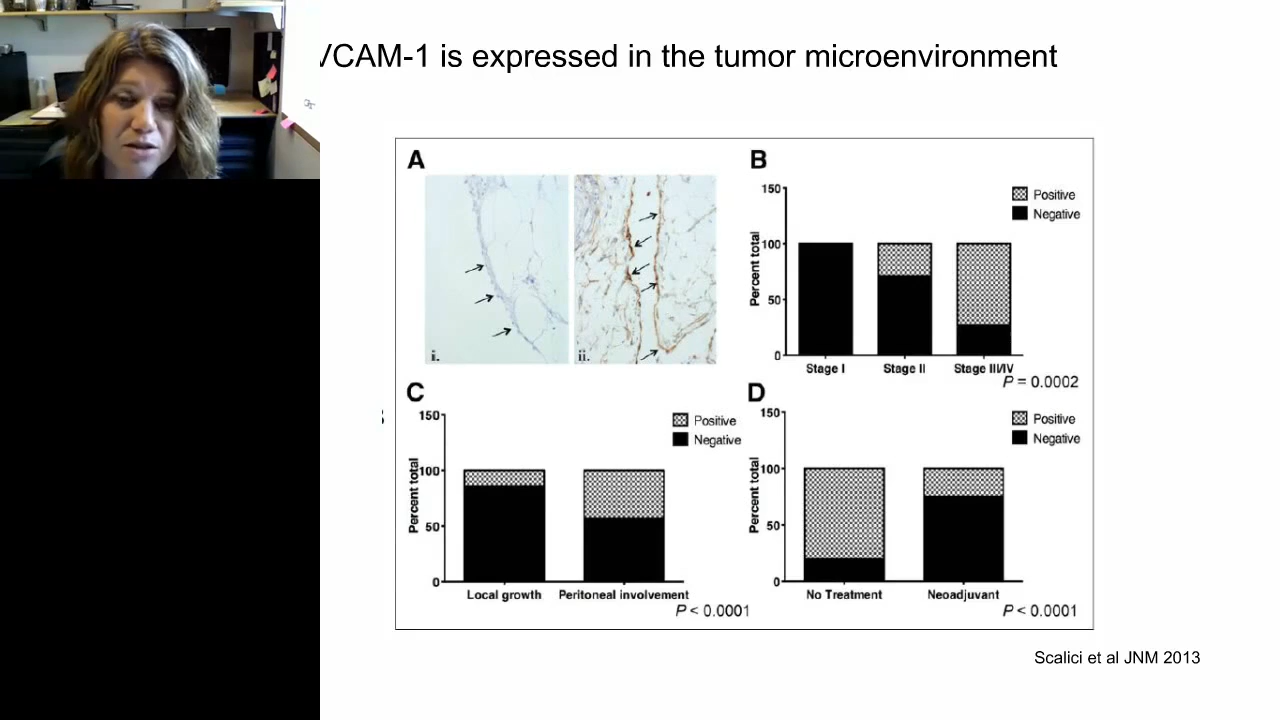 VCAM-1 is expressed in the tumor microenvironment
A
i.
ii.
B
150
100
50
0
Percent total
Positive
Negative
Stage I
Stage II
Stage III/IV
P = 0.0002
C
150
100
50
0
Percent total
Positive
Negative
Local growth
Peritoneal involvement
P < 0.0001
D
150
100
50
0
Percent total
Positive
Negative
No Treatment
Neoadjuvant
P < 0.0001
Scalici et al JNM 2013